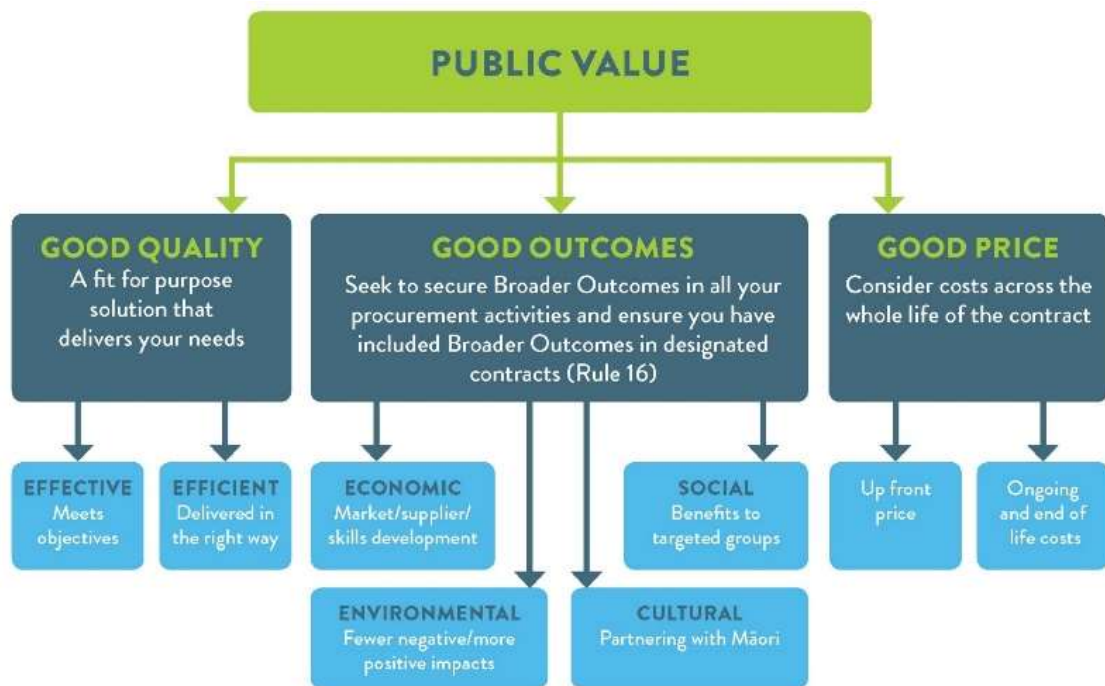 PUBLIC VALUE
GOOD QUALITY
A fit for purpose
solution that
delivers your needs
GOOD OUTCOMES
Seek to secure Broader Outcomes in all your
procurement activities and ensure you have
included Broader Outcomes in designated
contracts (Rule 16)
GOOD PRICE
Consider costs across the
whole life of the contract
EFFECTIVE
Meets
objectives
EFFICIENT
Delivered in
the right way
ECONOMIC
Market/supplier/
skills development
ENVIRONMENTAL
Fewer negative/more
positive impacts
CULTURAL
Partnering with Māori
SOCIAL
Benefits to
targeted groups
Up front
price
Ongoing
and end of
life costs